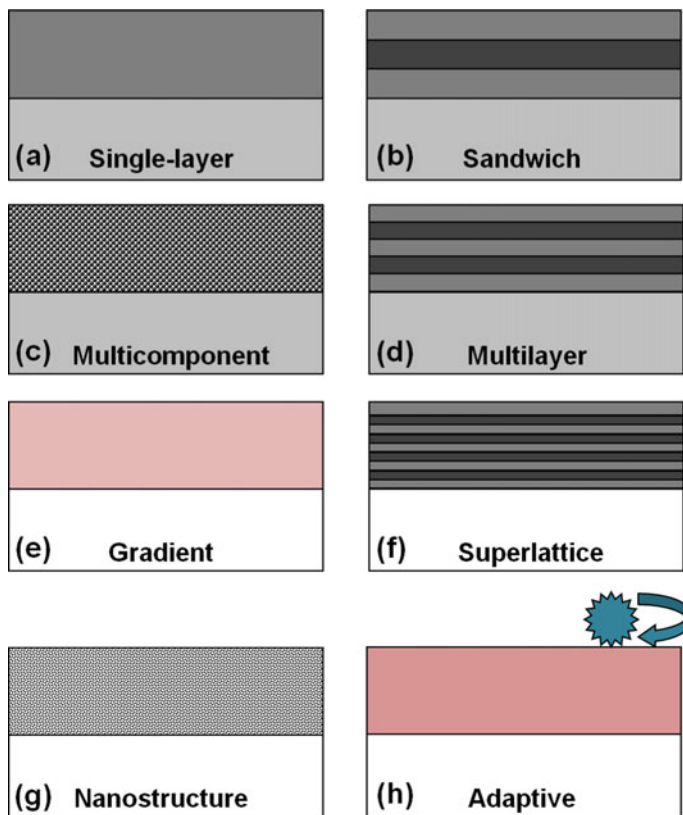 (a) Single-layer
(b) Sandwich
(c) Multicomponent
(d) Multilayer
(e) Gradient
(f) Superlattice
(g) Nanostructure
(h) Adaptive